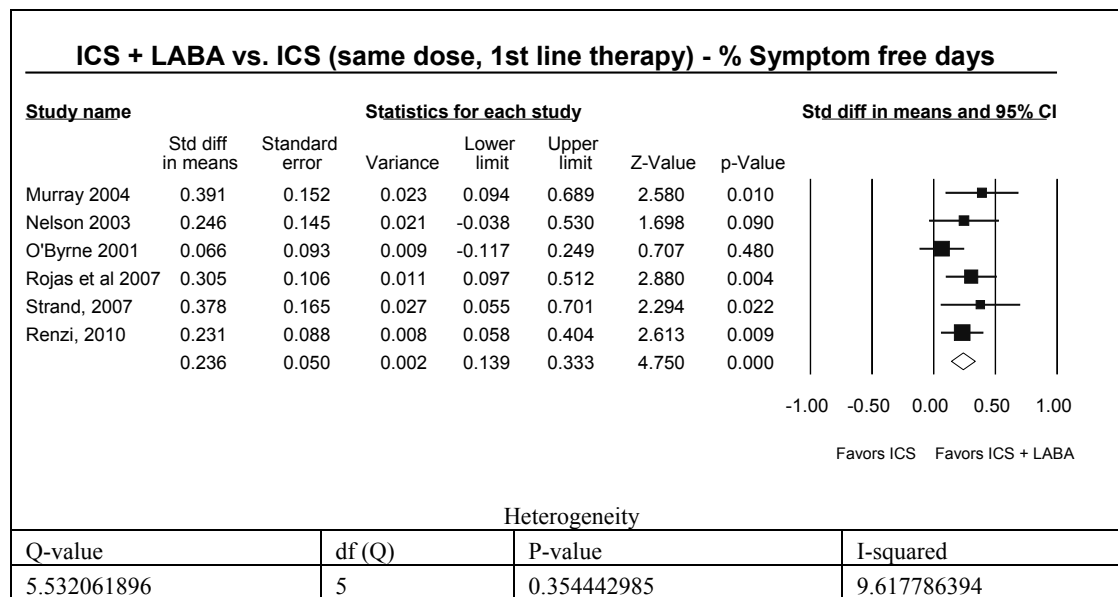 ICS + LABA vs. ICS (same dose, 1st line therapy) - % Symptom free days
Study name Statistics for each study Std diff in means and 95% CI
Std diff in means Standard error Variance Lower limit Upper limit Z-Value p-Value
Murray 2004 0.391 0.152 0.023 0.094 0.689 2.580 0.010
Nelson 2003 0.246 0.145 0.021 -0.038 0.530 1.698 0.090
O'Byrne 2001 0.066 0.093 0.009 -0.117 0.249 0.707 0.480
Rojas et al 2007 0.305 0.106 0.011 0.097 0.512 2.880 0.004
Strand, 2007 0.378 0.165 0.027 0.055 0.701 2.294 0.022
Renzi, 2010 0.231 0.088 0.008 0.058 0.404 2.613 0.009
0.236 0.050 0.002 0.139 0.333 4.750 0.000
-1.00 -0.50 0.00 0.50 1.00
Favors ICS Favors ICS + LABA
Heterogeneity
Q-value df (Q) P-value I-squared
5.532061896 5 0.354442985 9.617786394